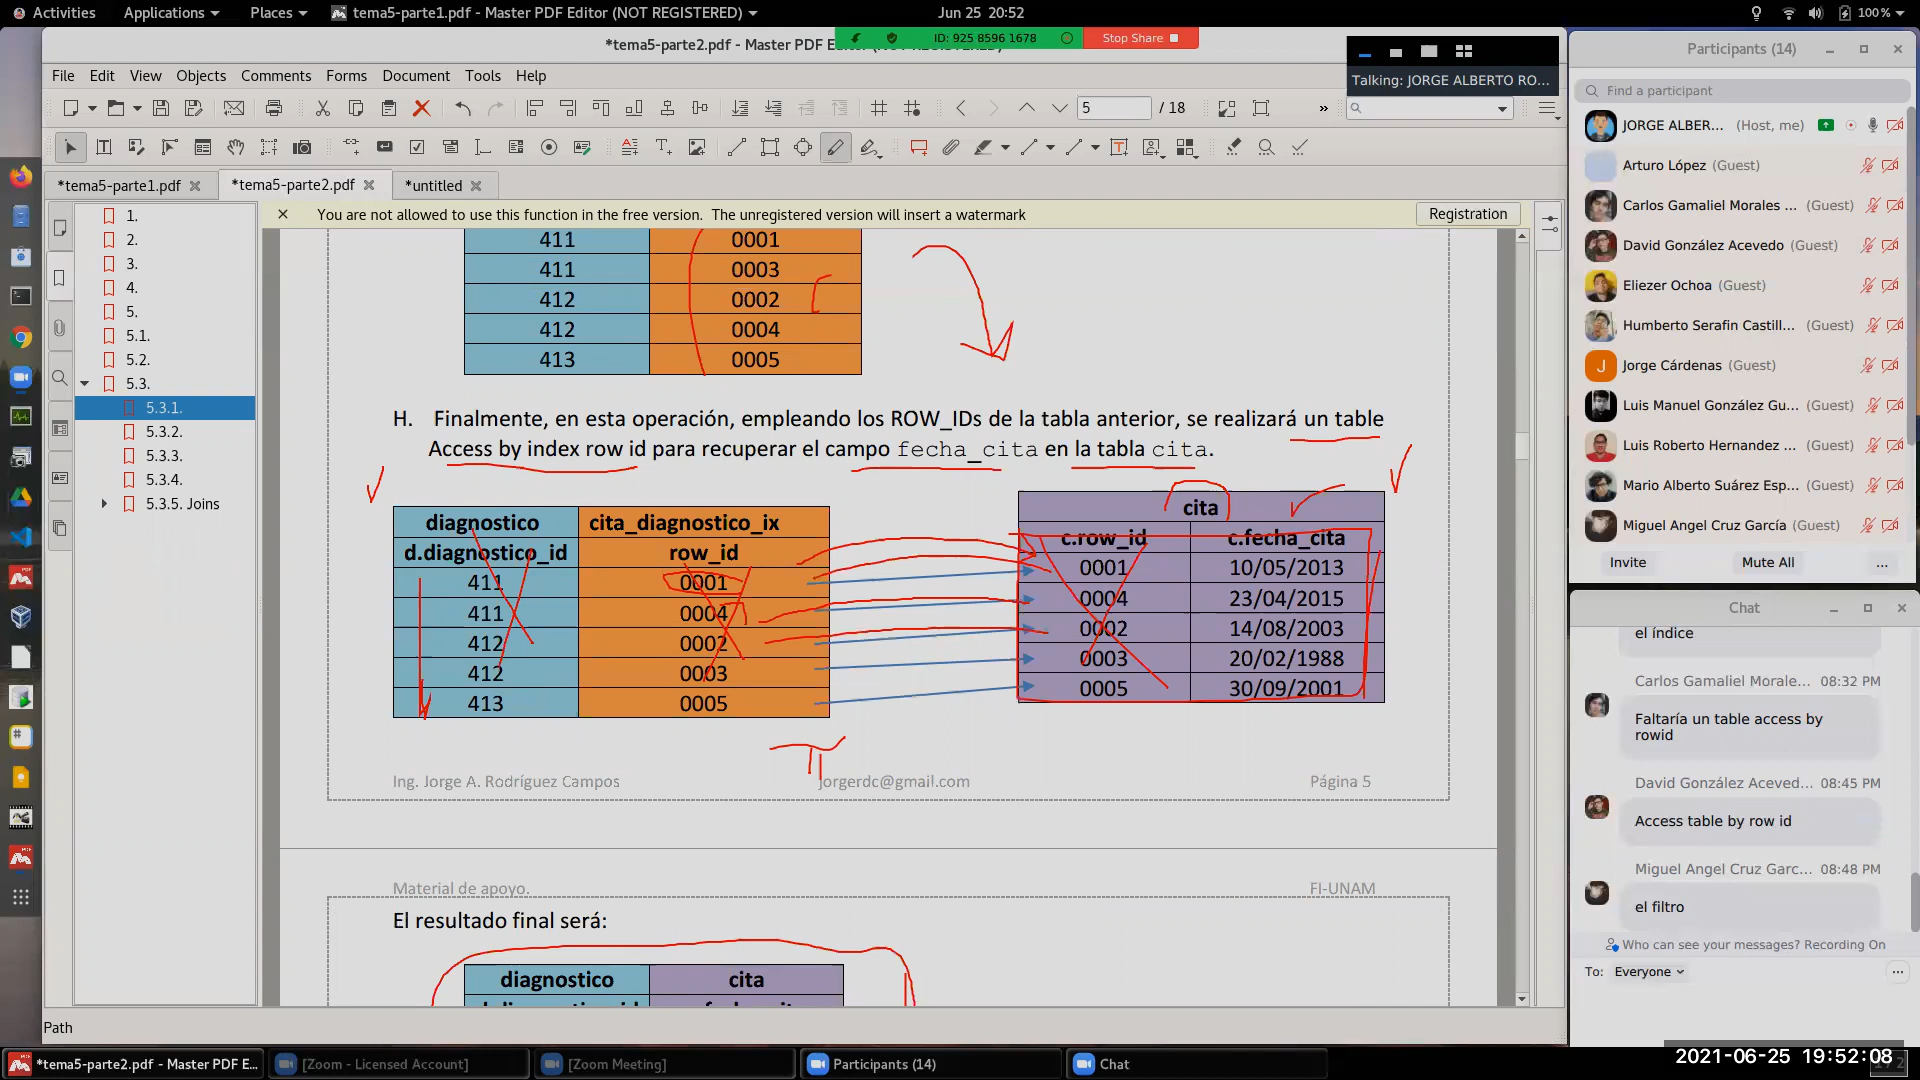 Activities Applications Places tema5-parte1.pdf - Master PDF Editor (NOT REGISTERED) Jun 25 20:52 100%
*tema5-parte2.pdf - Master PDF Edi
ID: 925 8596 1678 Stop Share
Talking: JORGE ALBERTO RO...
File Edit View Objects Comments Forms Document Tools Help
5 / 18
*tema5-parte1.pdf *tema5-parte2.pdf *untitled
You are not allowed to use this function in the free version. The unregistered version will insert a watermark Registration
1.
2.
3.
4.
5.
5.1.
5.2.
5.3.
5.3.1.
5.3.2.
5.3.3.
5.3.4.
5.3.5. Joins
411 0001
411 0003
412 0002
412 0004
413 0005
H. Finalmente, en esta operación, empleando los ROW_IDs de la tabla anterior, se realizará un table
Access by index row id para recuperar el campo fecha_cita en la tabla cita.
diagnostico cita_diagnostico_ix
d.diagnostico_id row_id
411 0001
411 0004
412 0002
412 0003
413 0005
cita
c.row_id c.fecha_cita
0001 10/05/2013
0004 23/04/2015
0002 14/08/2003
0003 20/02/1988
0005 30/09/2001
Ing. Jorge A. Rodríguez Campos jorgerdc@gmail.com Página 5
Material de apoyo. FI-UNAM
El resultado final será:
diagnostico cita
Path
Participants (14)
Find a participant
JORGE ALBER... (Host, me)
Arturo López (Guest)
Carlos Gamaliel Morales ... (Guest)
David González Acevedo (Guest)
Eliezer Ochoa (Guest)
Humberto Serafin Castill... (Guest)
J Jorge Cárdenas (Guest)
Luis Manuel González Gu... (Guest)
Luis Roberto Hernandez ... (Guest)
Mario Alberto Suárez Esp... (Guest)
Miguel Angel Cruz García (Guest)
Invite Mute All ...
Chat
el índice
Carlos Gamaliel Morale... 08:32 PM
Faltaría un table access by
rowid
David González Aceved... 08:45 PM
Access table by row id
Miguel Angel Cruz Garc... 08:48 PM
el filtro
Who can see your messages? Recording On
To: Everyone
*tema5-parte2.pdf - Master PDF E... [Zoom - Licensed Account] [Zoom Meeting] Participants (14) Chat
2021-06-25 19:52:08